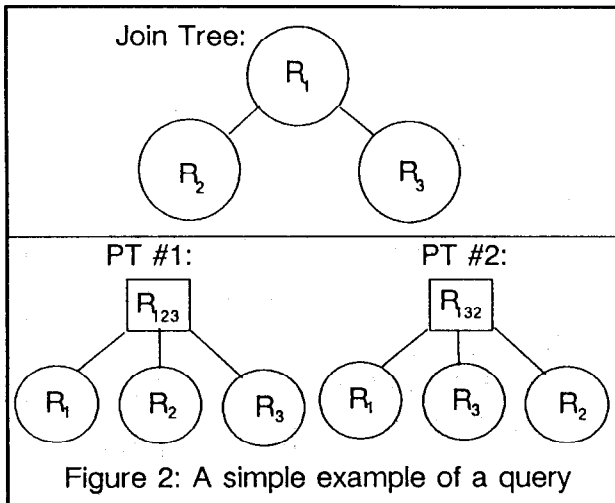 Join Tree:
R₁
R₂ R₃
PT #1: PT #2:
R₁₂₃ R₁₃₂
R₁ R₂ R₃ R₁ R₃ R₂
Figure 2: A simple example of a query